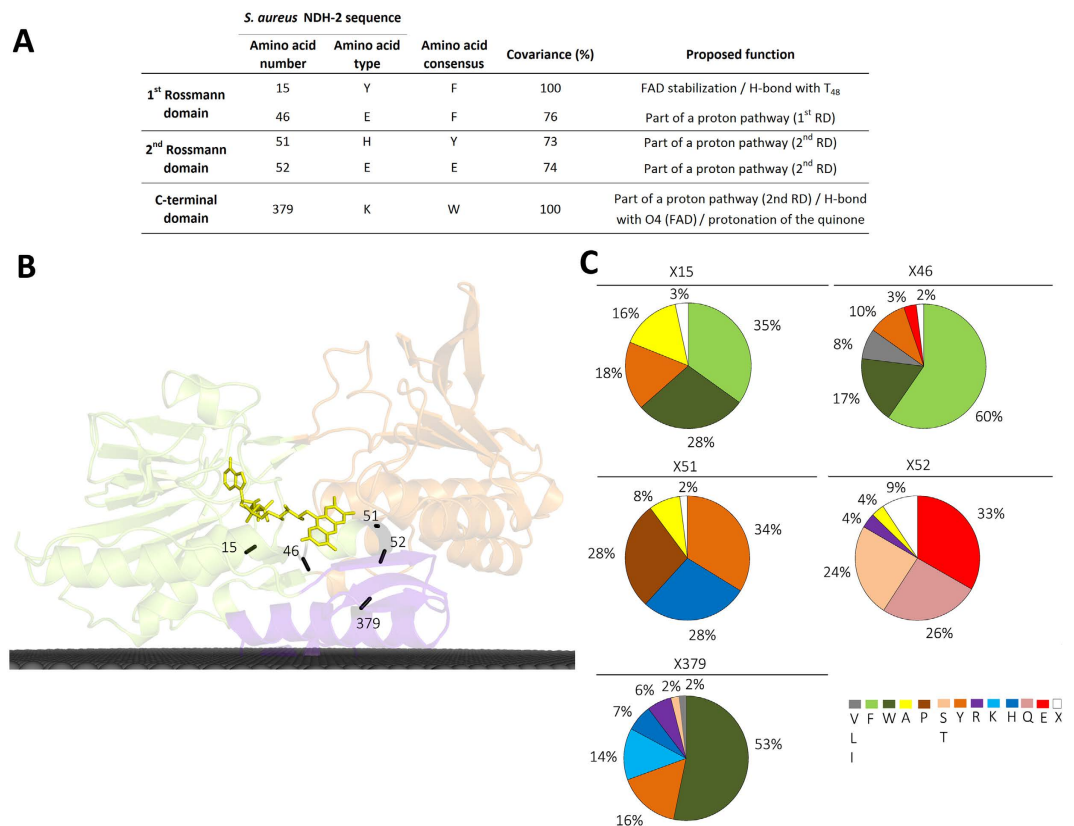 A
S. aureus NDH-2 sequence
Amino acid number Amino acid type Amino acid consensus Covariance (%) Proposed function
1st Rossmann domain
15 Y F 100 FAD stabilization / H-bond with T48
46 E F 76 Part of a proton pathway (1st RD)
2nd Rossmann domain
51 H Y 73 Part of a proton pathway (2nd RD)
52 E E 74 Part of a proton pathway (2nd RD)
C-terminal domain
379 K W 100 Part of a proton pathway (2nd RD) / H-bond with O4 (FAD) / protonation of the quinone
B
15
46
51
52
379
C
X15
3%
35%
28%
18%
16%
X46
2%
60%
17%
8%
10%
3%
X51
2%
34%
28%
28%
8%
X52
9%
33%
26%
24%
4%
4%
X379
2%
53%
16%
14%
7%
6%
2%
V F W A P S Y R K H Q E X
L T
I